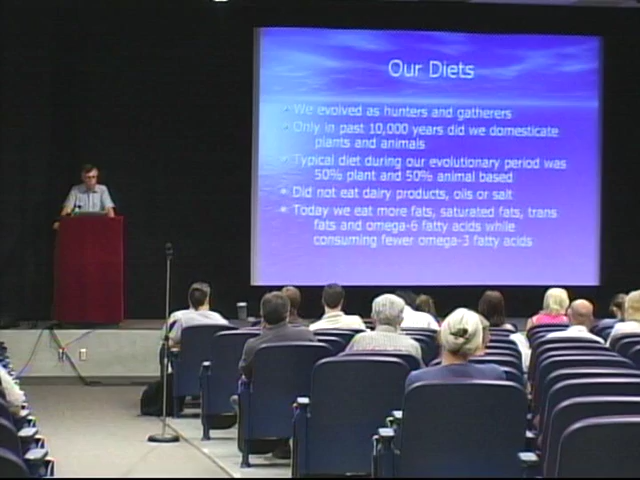 Our Diets
We evolved as hunters and gatherers
Only in past 10,000 years did we domesticate
plants and animals
Typical diet during our evolutionary period was
50% plant and 50% animal based
Did not eat dairy products, oils or salt
Today we eat more fats, saturated fats, trans
fats and omega-6 fatty acids while
consuming fewer omega-3 fatty acids